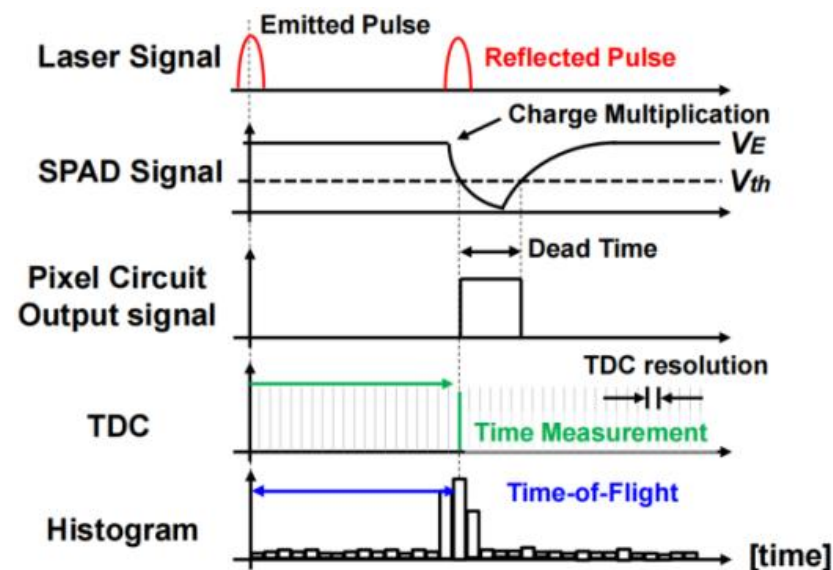 Emitted Pulse
Laser Signal
Reflected Pulse
Charge Multiplication
VE
SPAD Signal
Vth
Dead Time
Pixel Circuit
Output signal
TDC resolution
TDC
Time Measurement
Time-of-Flight
Histogram
[time]